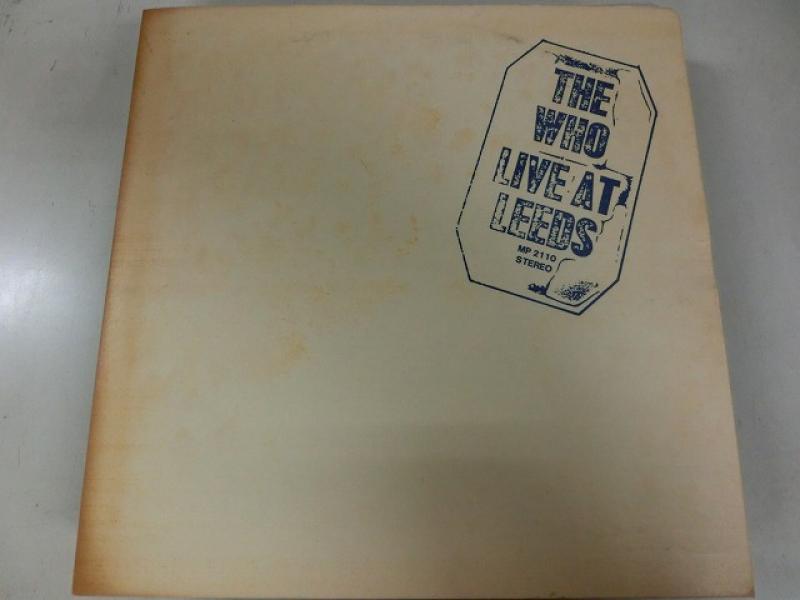 THE
WHO
LIVE AT
LEEDS
MP 2110
STEREO